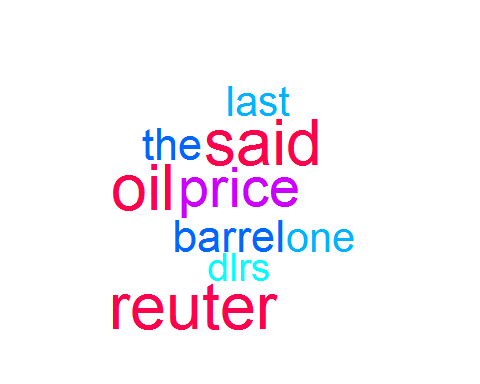 last
the said
oil price
barrel one
dlrs
reuter